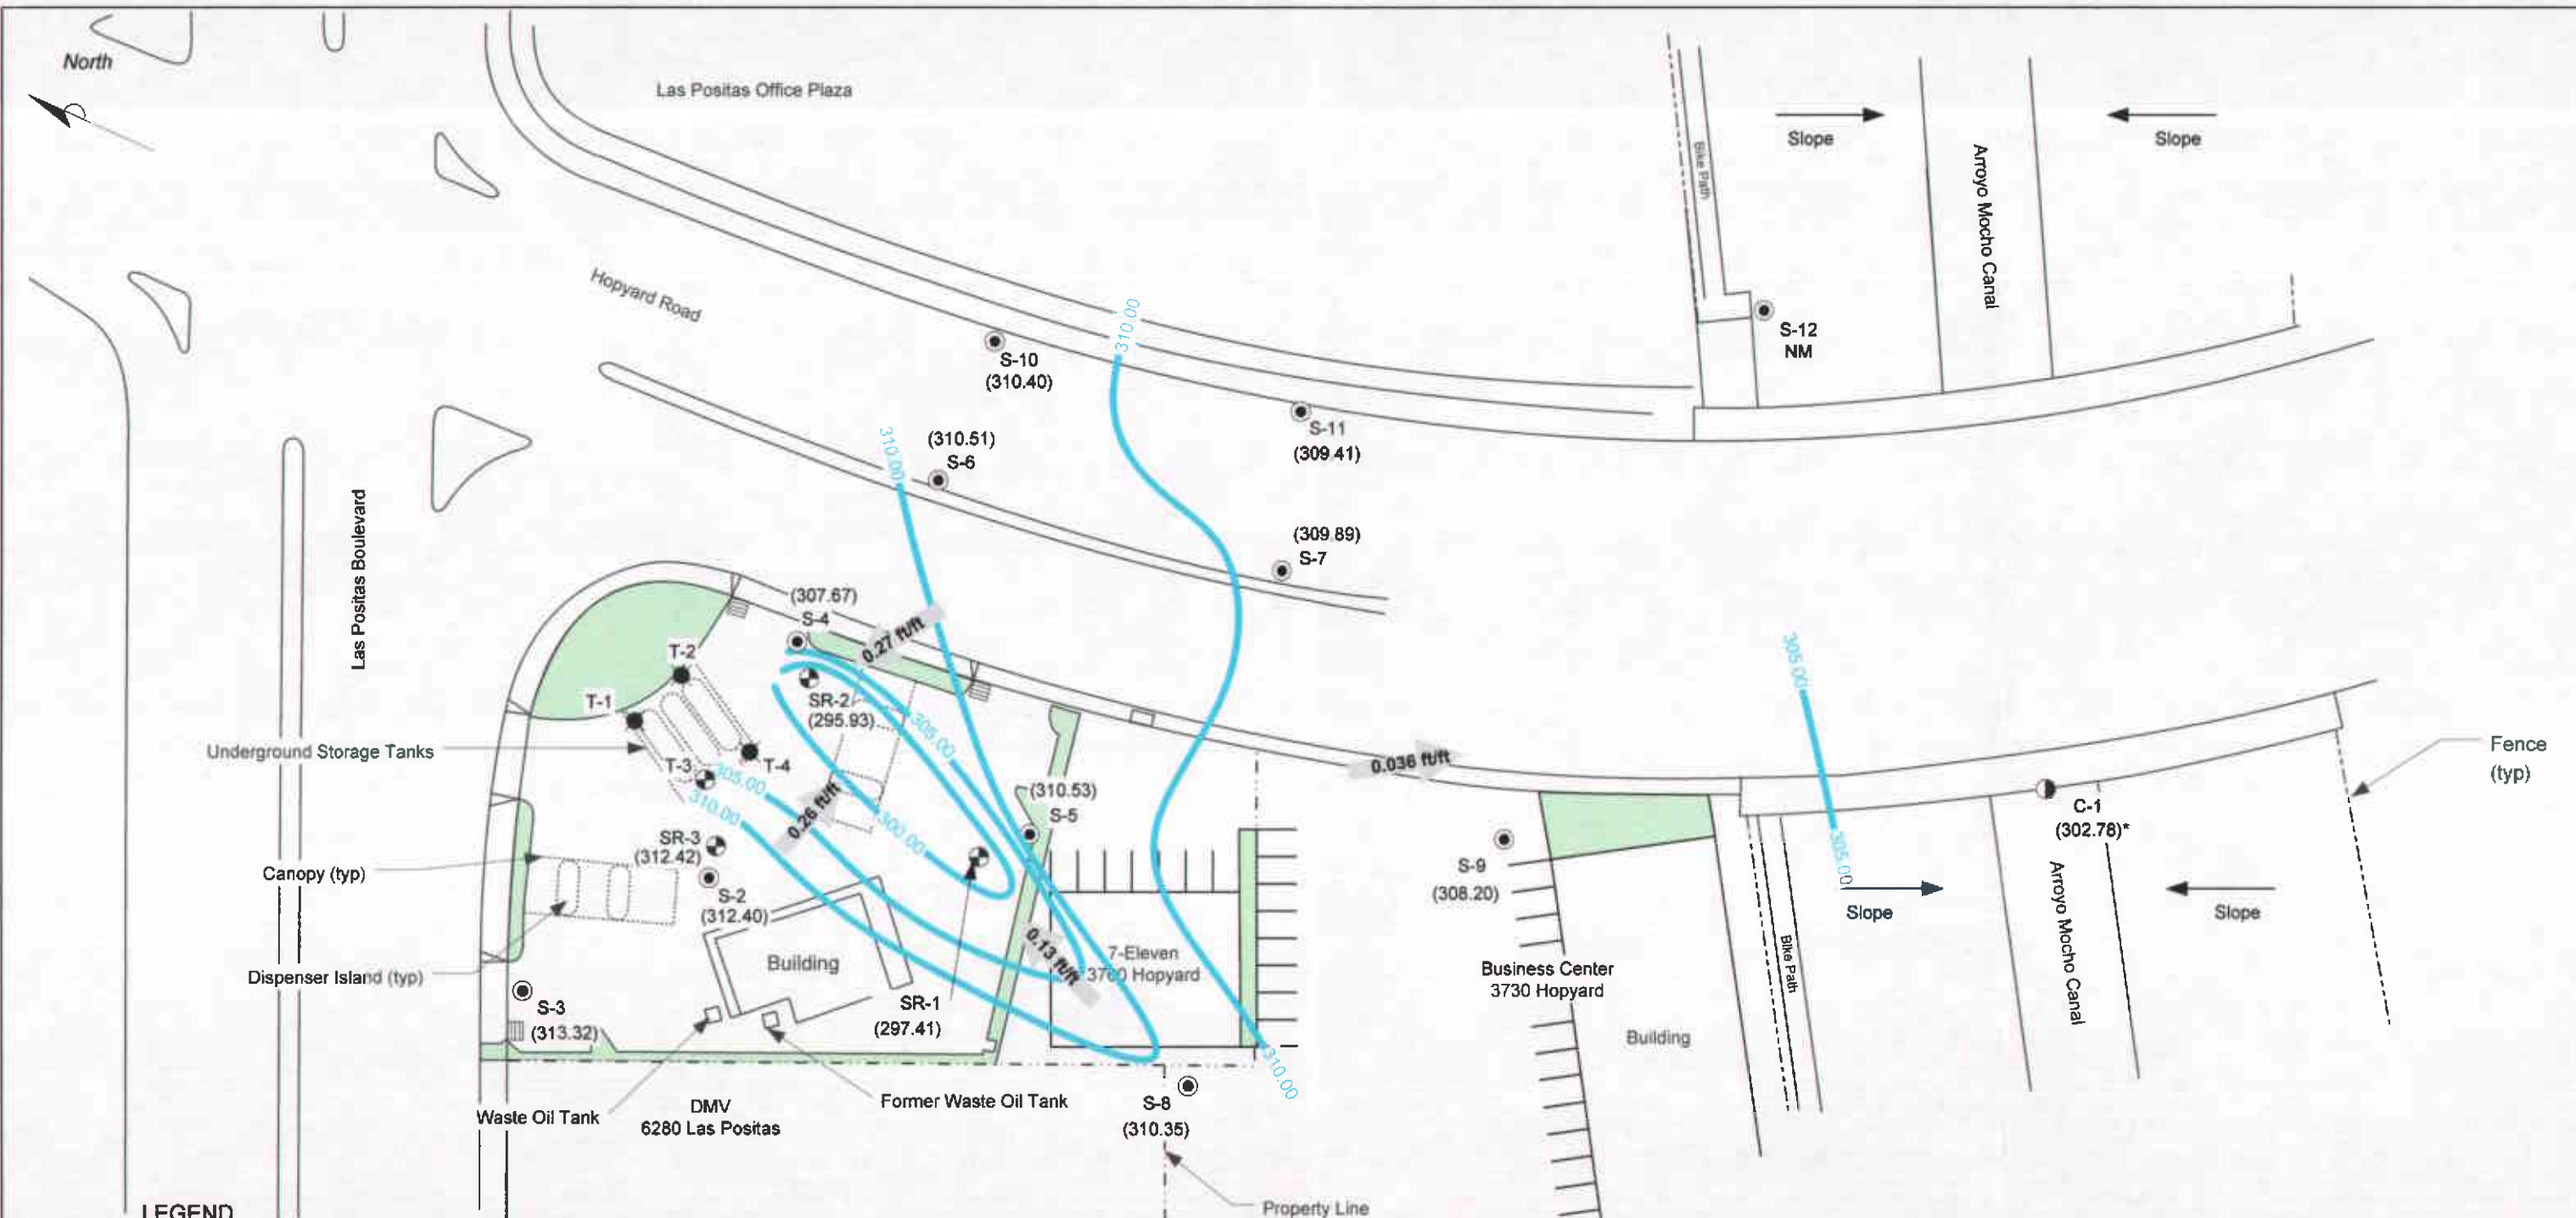 North
Las Positas Office Plaza
Hopyard Road
Las Positas Boulevard
Bike Path
Slope
Slope
Arroyo Mocho Canal
S-12
NM
S-10
(310.40)
310.00
S-11
(309.41)
(310.51)
S-6
310.00
(309.89)
S-7
(307.67)
S-4
0.27 ft/ft
T-2
T-1
SR-2
(295.93)
305.00
305.00
305.00
Underground Storage Tanks
T-3
T-4
305.00
310.00
0.26 ft/ft
300.00
(310.53)
S-5
0.036 ft/ft
Fence
(typ)
C-1
(302.78)*
SR-3
(312.42)
S-2
(312.40)
S-9
(308.20)
Canopy (typ)
Dispenser Island (typ)
Building
0.13 ft/ft
7-Eleven
3760 Hopyard
SR-1
(297.41)
S-3
(313.32)
Business Center
3730 Hopyard
Building
Bike Path
Slope
Arroyo Mocho Canal
Slope
310.00
Waste Oil Tank
DMV
6280 Las Positas
Former Waste Oil Tank
S-8
(310.35)
Property Line
LEGEND